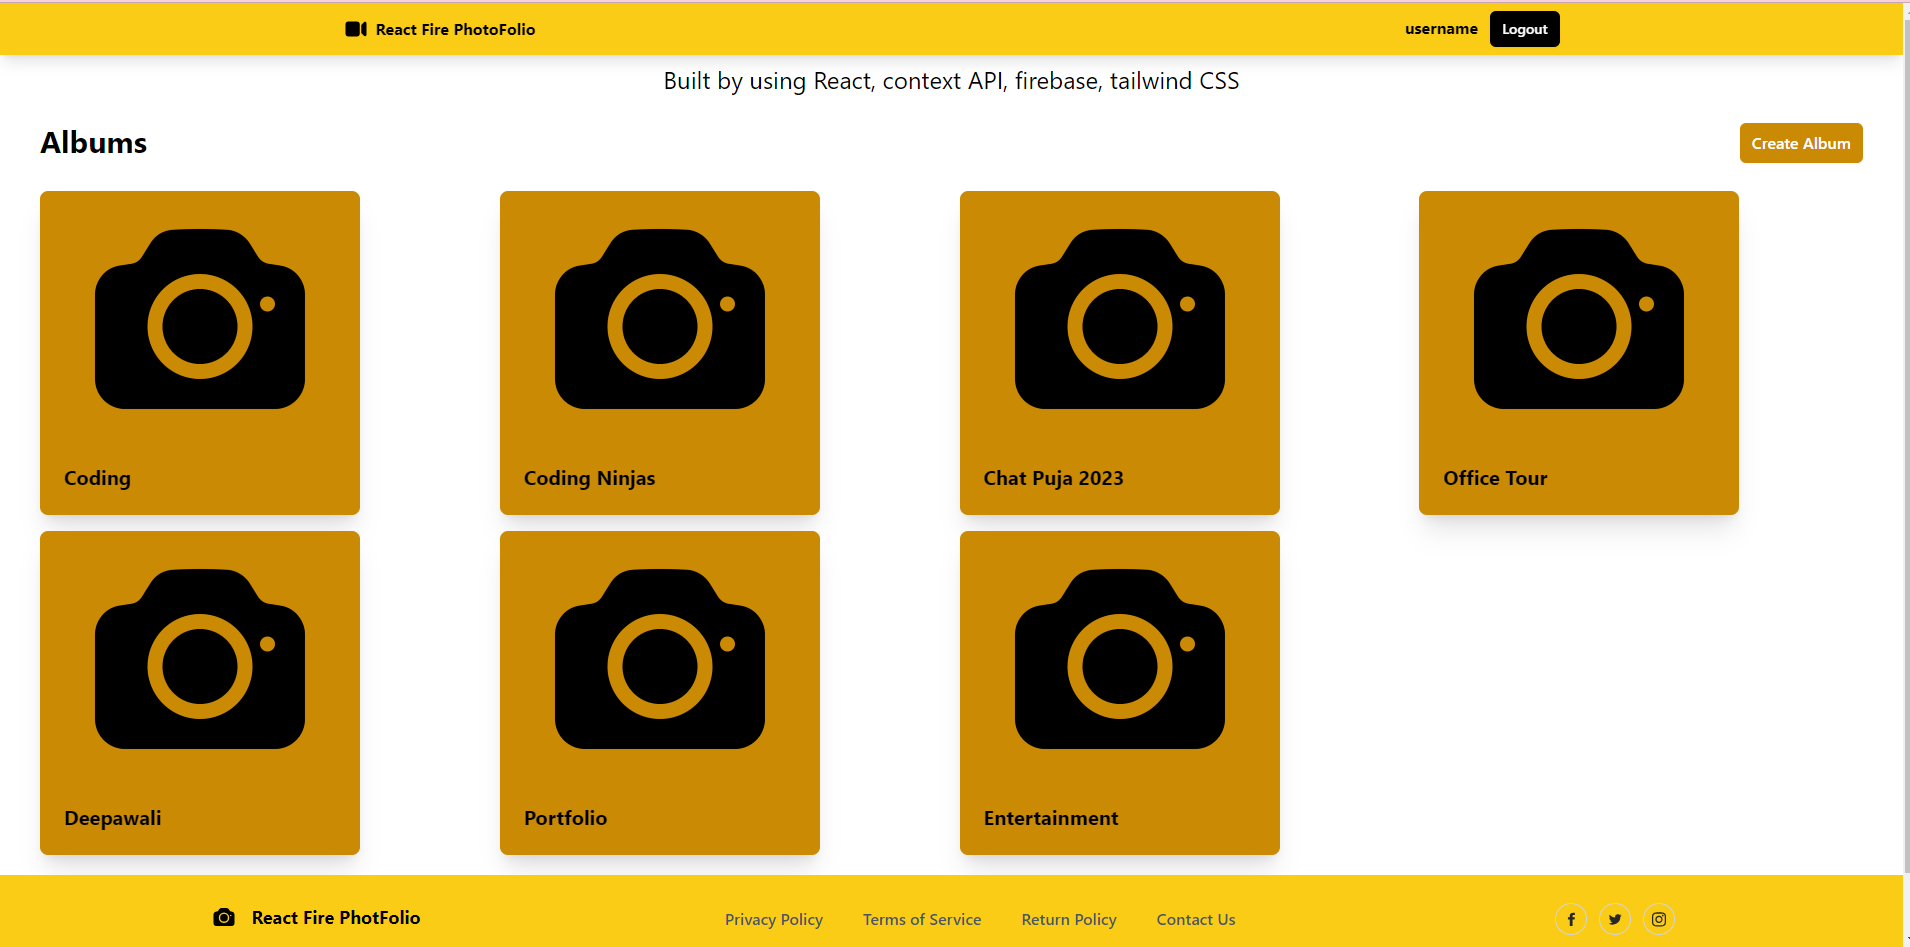 React Fire PhotoFolio
username
Logout
Built by using React, context API, firebase, tailwind CSS
Albums
Create Album
Coding
Coding Ninjas
Chat Puja 2023
Office Tour
Deepawali
Portfolio
Entertainment
React Fire PhotFolio
Privacy Policy
Terms of Service
Return Policy
Contact Us